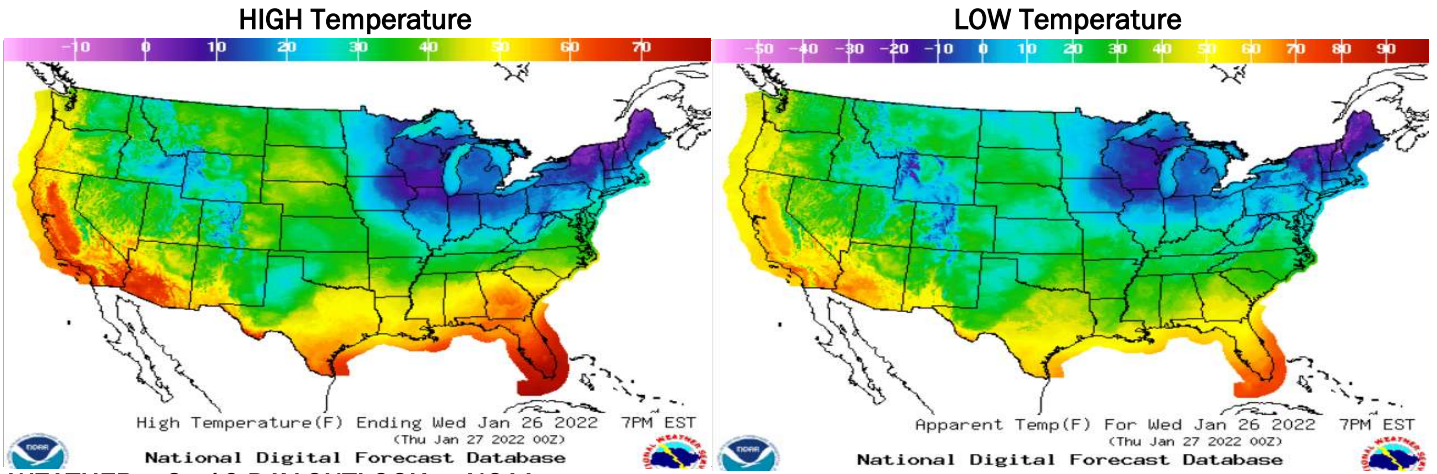 HIGH Temperature
LOW Temperature
-10 0 10 20 30 40 50 60 70
-50 -40 -30 -20 -10 0 10 20 30 40 50 60 70 80 90
High Temperature(F) Ending Wed Jan 26 2022 7PM EST
(Thu Jan 27 2022 00Z)
National Digital Forecast Database
Apparent Temp(F) For Wed Jan 26 2022 7PM EST
(Thu Jan 27 2022 00Z)
National Digital Forecast Database
NOAA
NOAA